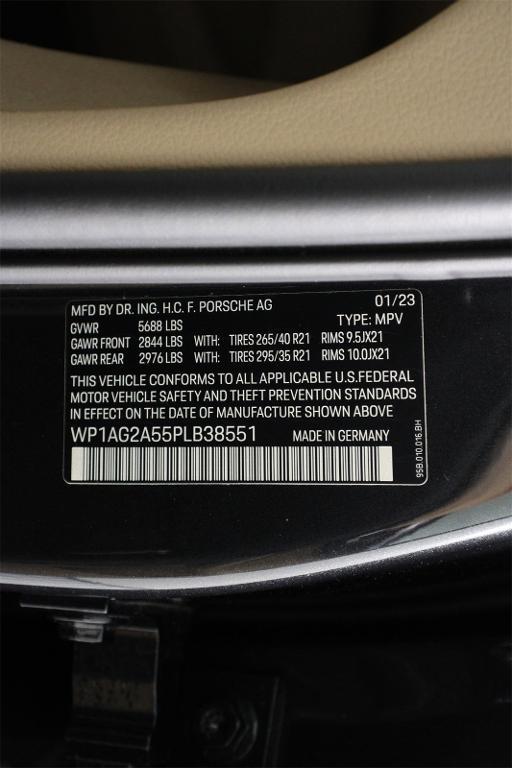 MFD BY DR. ING. H.C. F. PORSCHE AG 01/23
GVWR 5688 LBS TYPE: MPV
GAWR FRONT 2844 LBS WITH: TIRES 265/40 R21 RIMS 9.5JX21
GAWR REAR 2976 LBS WITH: TIRES 295/35 R21 RIMS 10.0JX21
THIS VEHICLE CONFORMS TO ALL APPLICABLE U.S.FEDERAL
MOTOR VEHICLE SAFETY AND THEFT PREVENTION STANDARDS
IN EFFECT ON THE DATE OF MANUFACTURE SHOWN ABOVE
WP1AG2A55PLB38551 MADE IN GERMANY
95B.010.016.BH